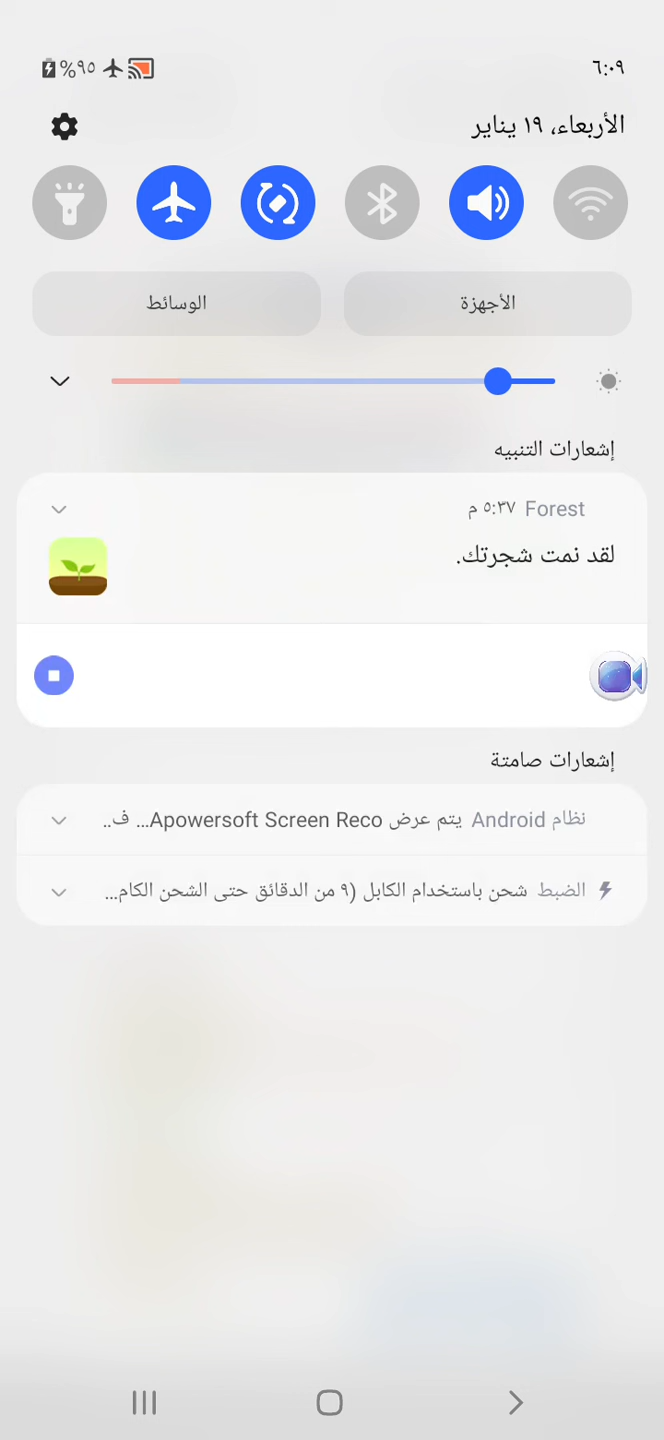 ٦:٠٩
%٩٥
الأربعاء، ١٩ يناير
الأجهزة
الوسائط
إشعارات التنبيه
Forest ٥:٣٧ م
لقد نمت شجرتك.
إشعارات صامتة
نظام Android يتم عرض Apowersoft Screen Reco... ف..
الضبط شحن باستخدام الكابل (٩ من الدقائق حتى الشحن الكام...